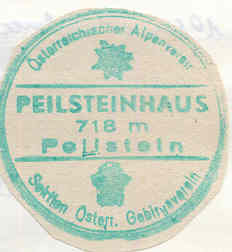 Österreichischer Alpenverein
PEILSTEINHAUS
718 m
Peilstein
Sektion Österr. Gebirgsverein